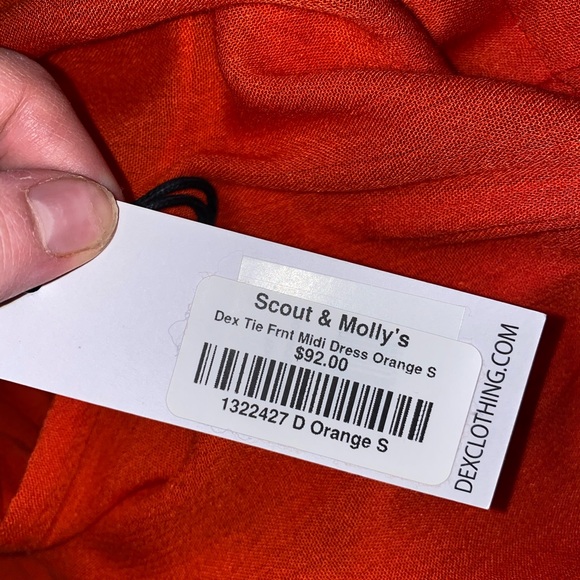 Scout & Molly's
Dex Tie Frnt Midi Dress Orange S
$92.00
1322427 D Orange S
DEXCLOTHING.COM